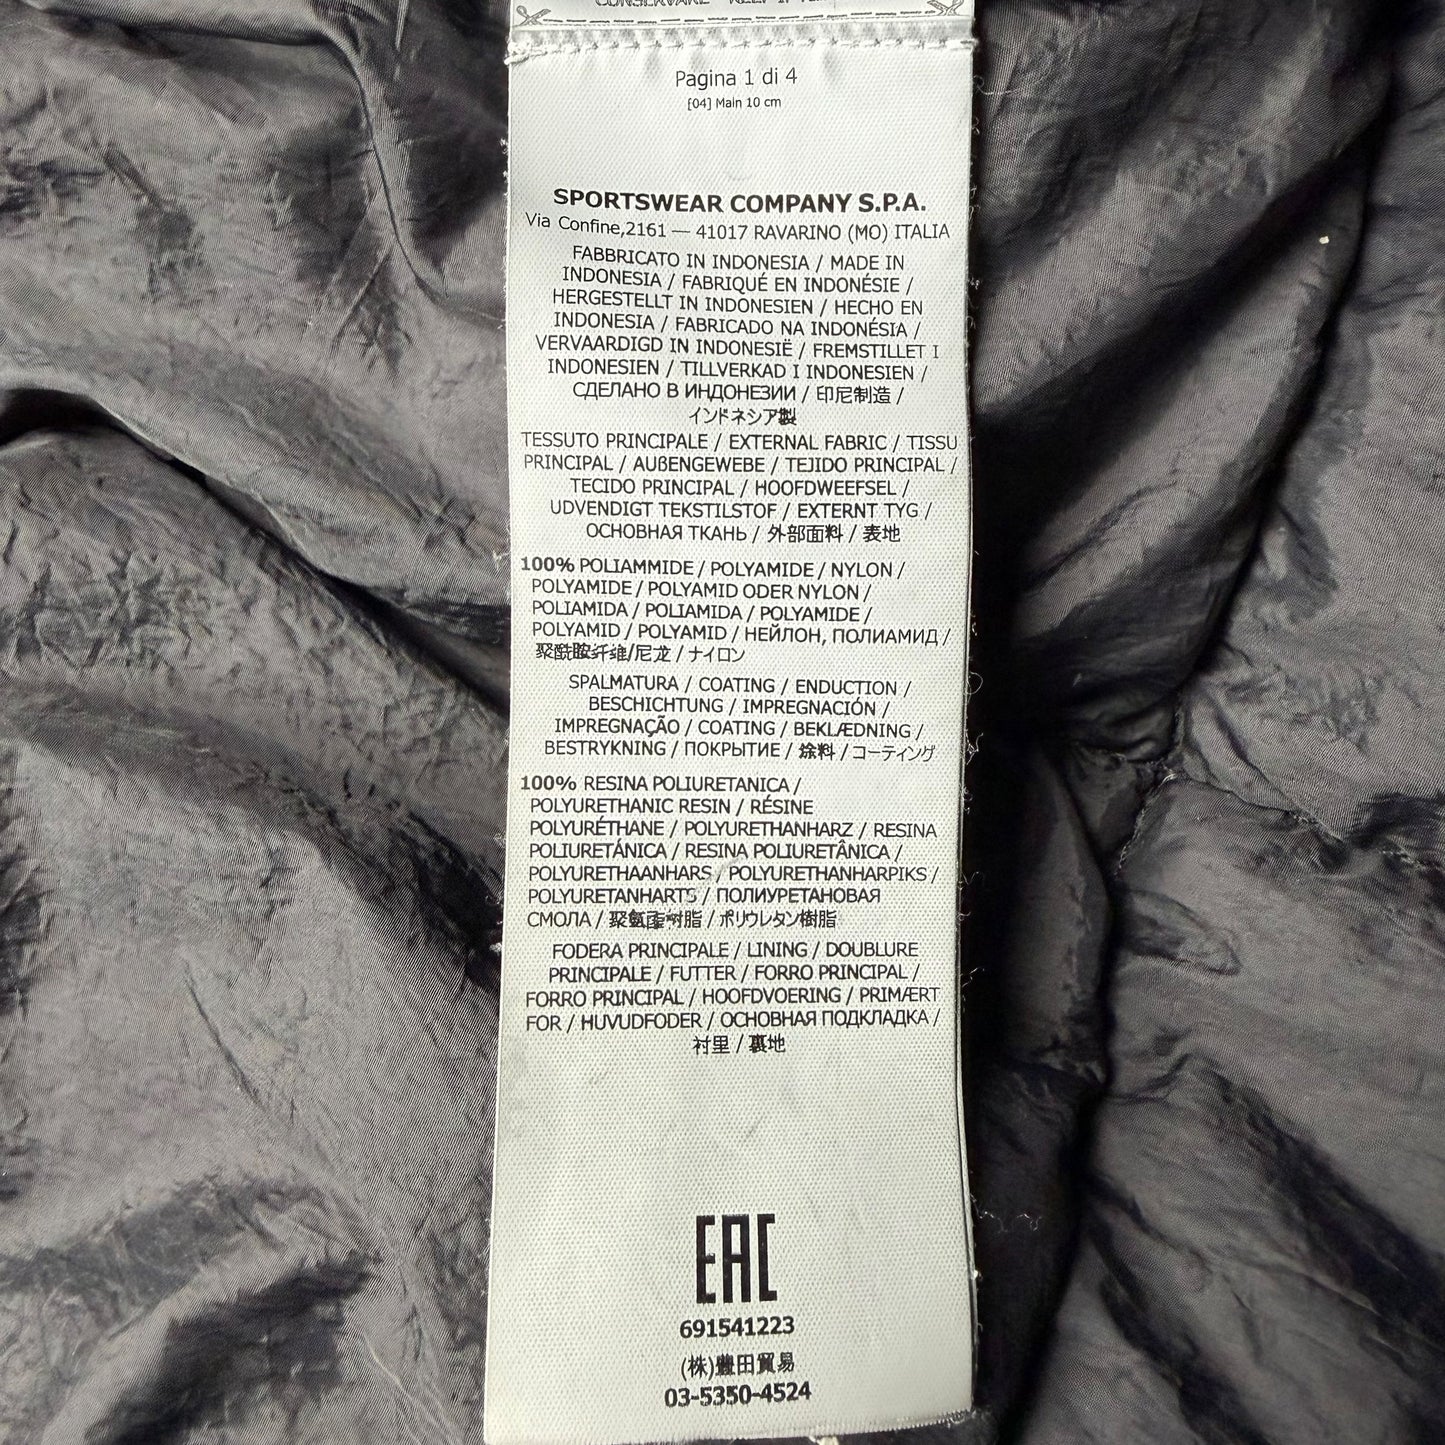 CONSERVARE - KEEP IT
Pagina 1 di 4
[04] Main 10 cm
SPORTSWEAR COMPANY S.P.A.
Via Confine,2161 — 41017 RAVARINO (MO) ITALIA
FABBRICATO IN INDONESIA / MADE IN
INDONESIA / FABRIQUÉ EN INDONÉSIE /
HERGESTELLT IN INDONESIEN / HECHO EN
INDONESIA / FABRICADO NA INDONÉSIA /
VERVAARDIGD IN INDONESIË / FREMSTILLET I
INDONESIEN / TILLVERKAD I INDONESIEN /
СДЕЛАНО В ИНДОНЕЗИИ / 印尼制造 /
インドネシア製
TESSUTO PRINCIPALE / EXTERNAL FABRIC / TISSU
PRINCIPAL / AUßENGEWEBE / TEJIDO PRINCIPAL /
TECIDO PRINCIPAL / HOOFDWEEFSEL /
UDVENDIGT TEKSTILSTOF / EXTERNT TYG /
ОСНОВНАЯ ТКАНЬ / 外部面料 / 表地
100% POLIAMMIDE / POLYAMIDE / NYLON /
POLYAMIDE / POLYAMID ODER NYLON /
POLIAMIDA / POLIAMIDA / POLYAMIDE /
POLYAMID / POLYAMID / НЕЙЛОН, ПОЛИАМИД /
聚酰胺纤维/尼龙 / ナイロン
SPALMATURA / COATING / ENDUCTION /
BESCHICHTUNG / IMPREGNACIÓN /
IMPREGNAÇÃO / COATING / BEKLÆDNING /
BESTRYKNING / ПОКРЫТИЕ / 涂料 / コーティング
100% RESINA POLIURETANICA /
POLYURETHANIC RESIN / RÉSINE
POLYURÉTHANE / POLYURETHANHARZ / RESINA
POLIURETÁNICA / RESINA POLIURETÂNICA /
POLYURETHAANHARS / POLYURETHANHARPIKS /
POLYURETANHARTS / ПОЛИУРЕТАНОВАЯ
СМОЛА / 聚氨酯树脂 / ポリウレタン樹脂
FODERA PRINCIPALE / LINING / DOUBLURE
PRINCIPALE / FUTTER / FORRO PRINCIPAL /
FORRO PRINCIPAL / HOOFDVOERING / PRIMÆRT
FOR / HUVUDFODER / ОСНОВНАЯ ПОДКЛАДКА /
衬里 / 裏地
EAC
691541223
(株)豊田貿易
03-5350-4524